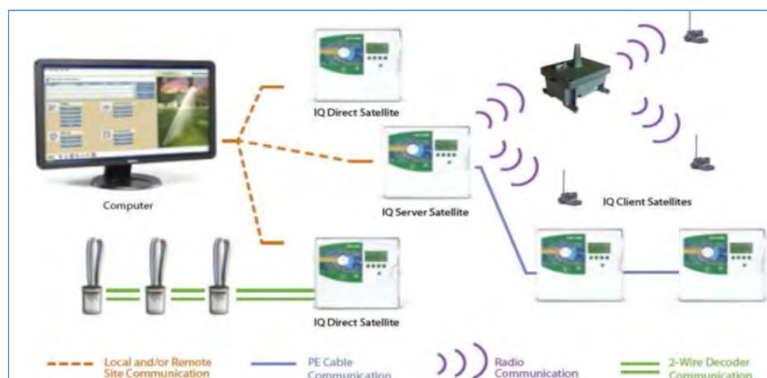 IQ Direct Satellite
Computer
IQ Server Satellite
IQ Client Satellites
IQ Direct Satellite
Local and/or Remote
Site Communication
PE Cable
Communication
Radio
Communication
2-Wire Decoder
Communication